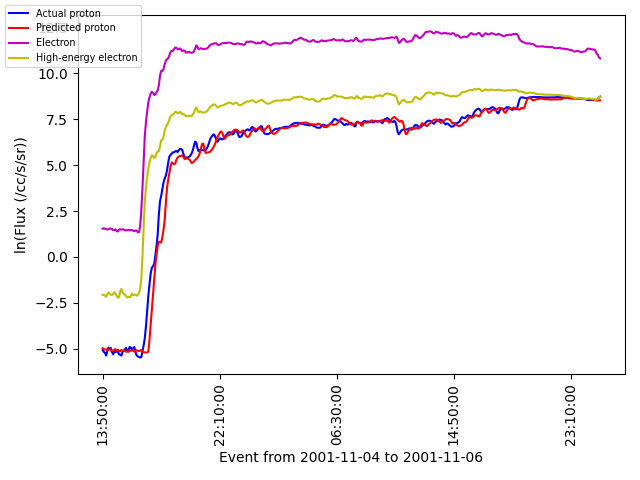 Actual proton
Predicted proton
Electron
High-energy electron
10.0
7.5
5.0
2.5
0.0
−2.5
−5.0
ln(Flux (/cc/s/sr))
13:50:00
22:10:00
06:30:00
14:50:00
23:10:00
Event from 2001-11-04 to 2001-11-06